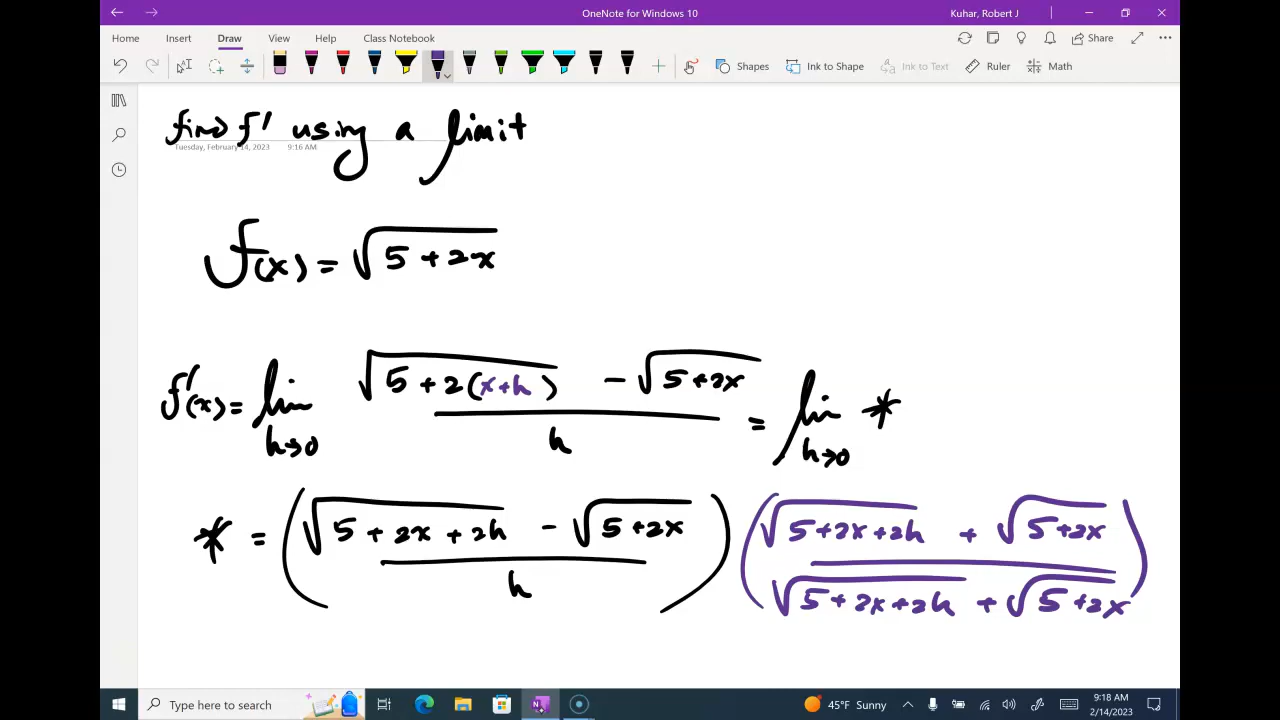 OneNote for Windows 10
Kuhar, Robert J
Home Insert Draw View Help Class Notebook
Share
Shapes Ink to Shape Ink to Text Ruler Math
find f' using a limit
Tuesday, February 14, 2023 9:16 AM
f(x) = √(5 + 2x)
f'(x) = lim h→0 (√(5 + 2(x+h)) - √(5+2x)) / h = lim h→0 *
* = ((√(5 + 2x + 2h) - √(5+2x)) / h) ((√(5+2x+2h) + √(5+2x)) / (√(5+2x+2h) + √(5+2x)))
Type here to search
45°F Sunny
9:18 AM
2/14/2023